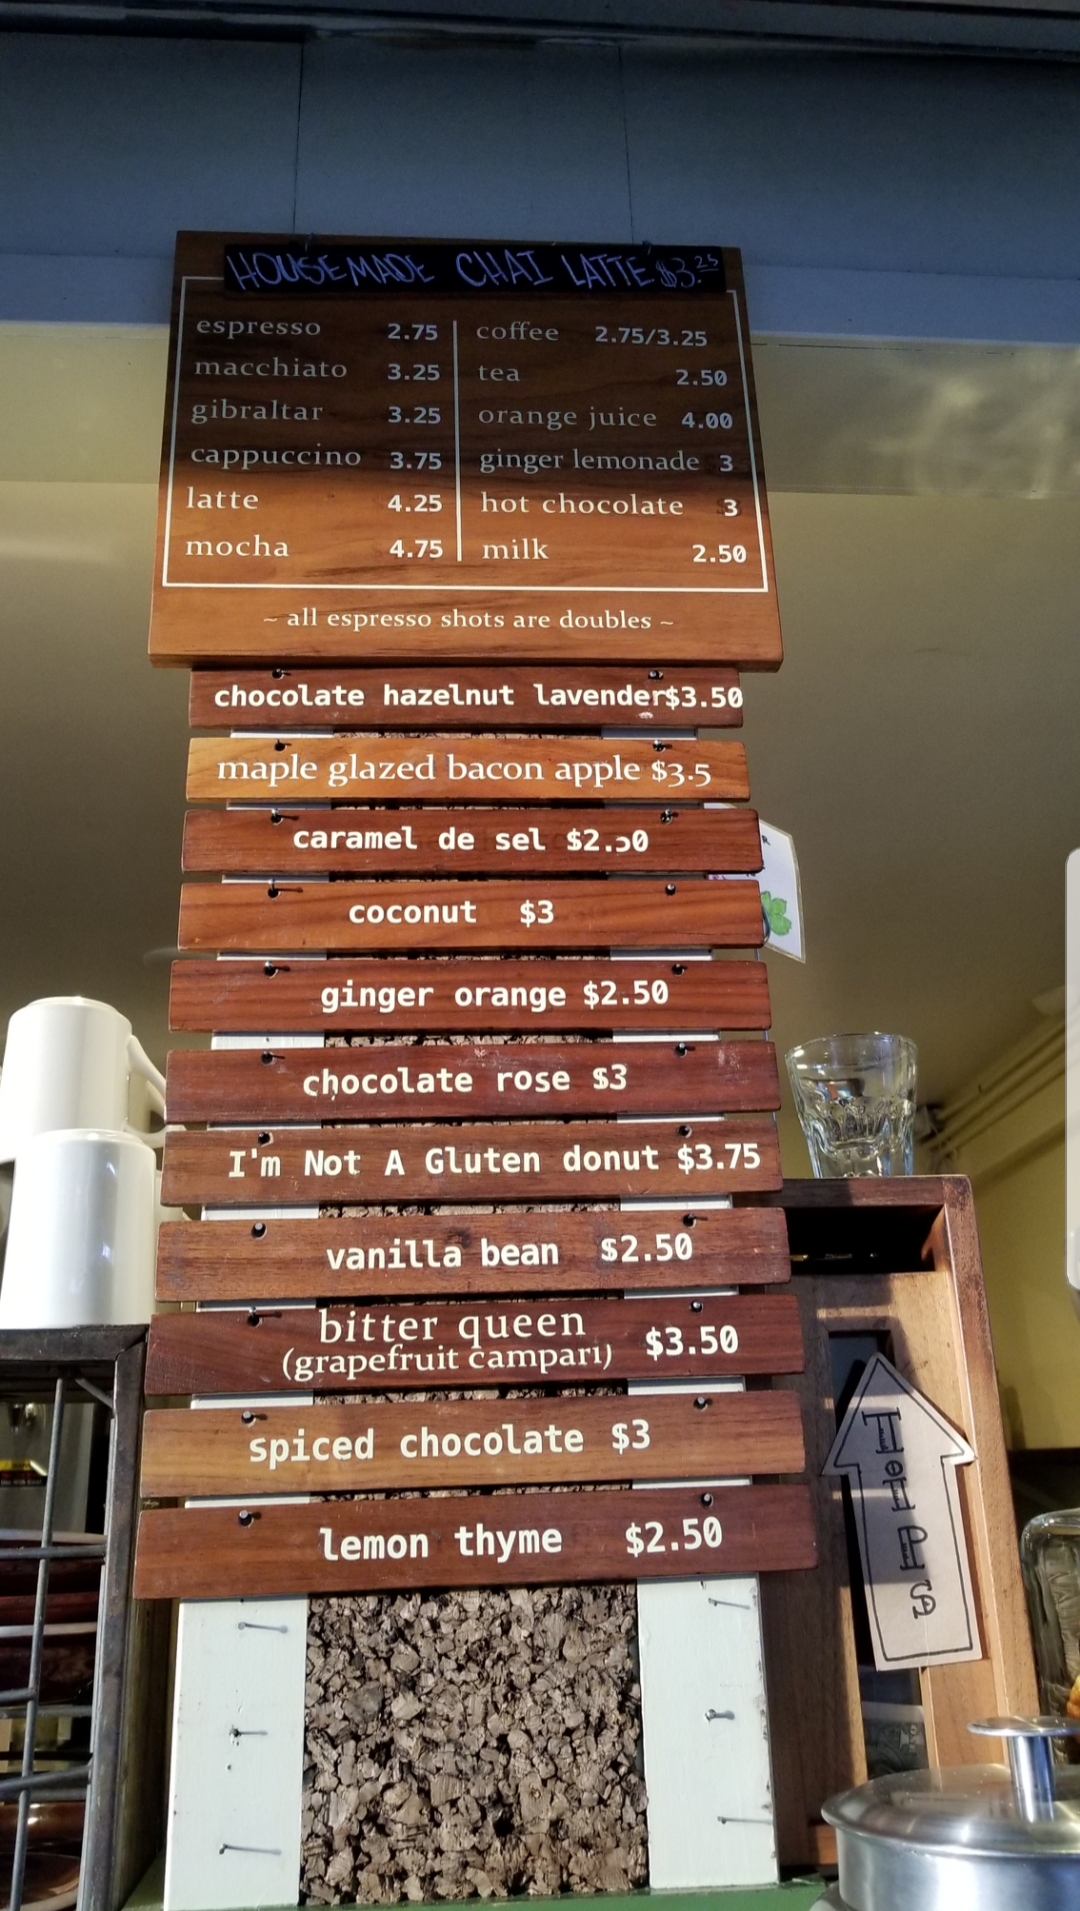 HOUSEMADE CHAI LATTE $3.25
espresso 2.75
macchiato 3.25
gibraltar 3.25
cappuccino 3.75
latte 4.25
mocha 4.75
coffee 2.75/3.25
tea 2.50
orange juice 4.00
ginger lemonade 3
hot chocolate 3
milk 2.50
~ all espresso shots are doubles ~
chocolate hazelnut lavender $3.50
maple glazed bacon apple $3.5
caramel de sel
coconut $3
ginger orange $2.50
chocolate rose $3
I'm Not A Gluten donut $3.75
vanilla bean $2.50
bitter queen
(grapefruit campari) $3.50
spiced chocolate $3
lemon thyme $2.50